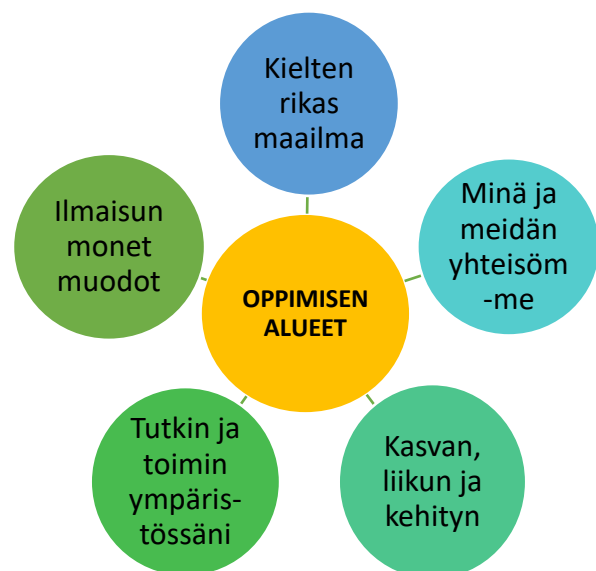 Kielten
rikas
maailma
Minä ja
meidän
yhteisöm
-me
Kasvan,
liikun ja
kehityn
Tutkin ja
toimin
ympäris-
tössäni
Ilmaisun
monet
muodot
OPPIMISEN
ALUEET